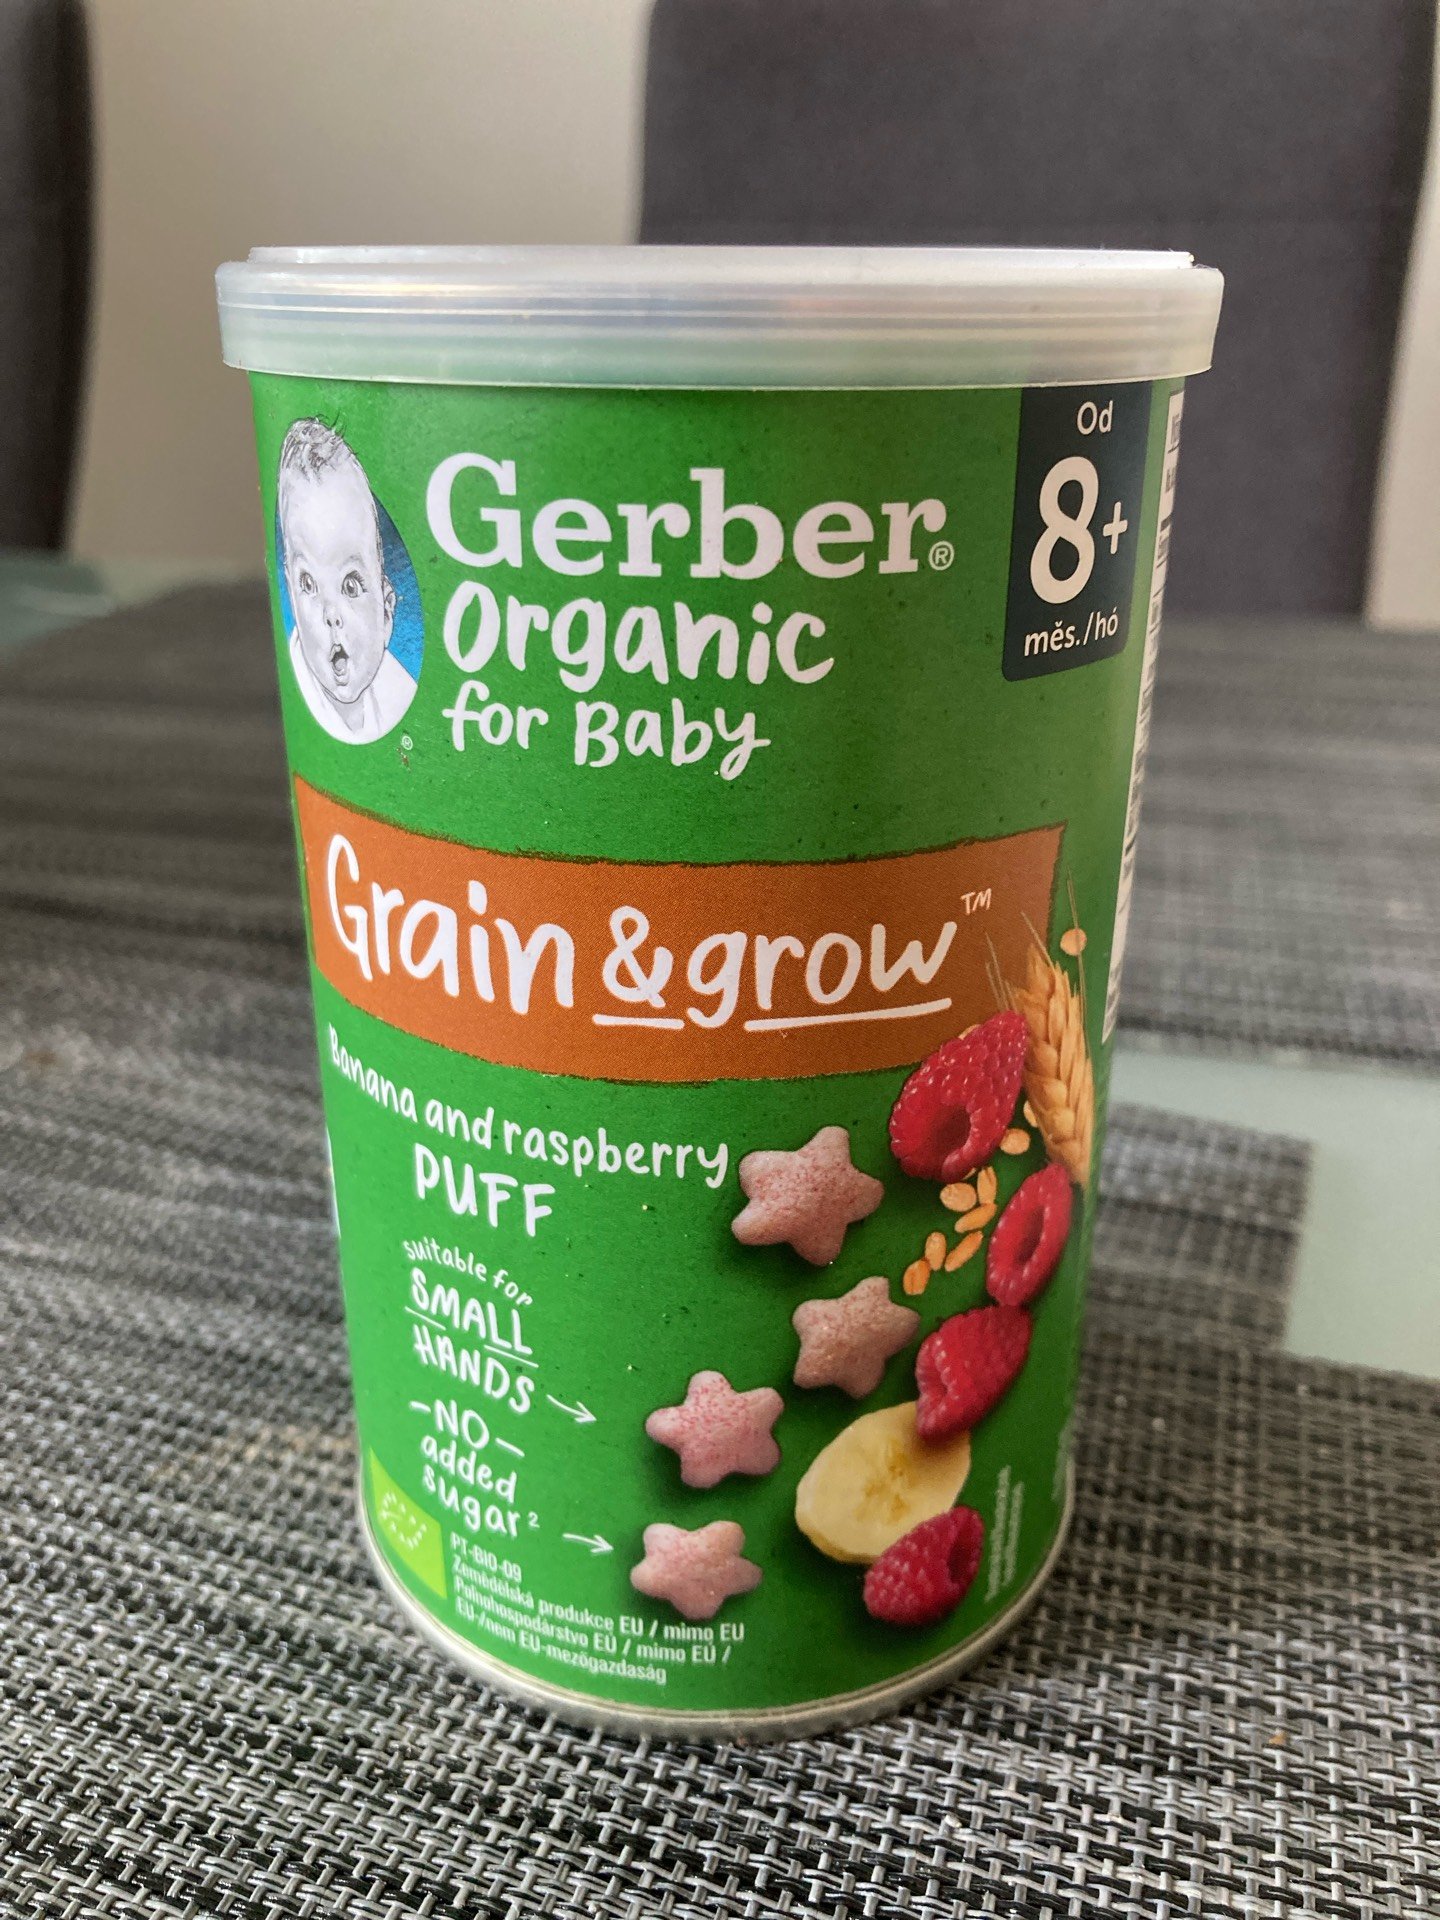 Gerber®
Organic
for Baby
Od
8+
měs./hó
Grain & grow™
Banana and raspberry
PUFF
suitable for
SMALL
HANDS
-NO-
added
sugar²
PT-BIO-09
Zemědělská produkce EU / mimo EU
Poľnohospodárstvo EÚ / mimo EÚ /
EU-/nem EU-mezőgazdaság